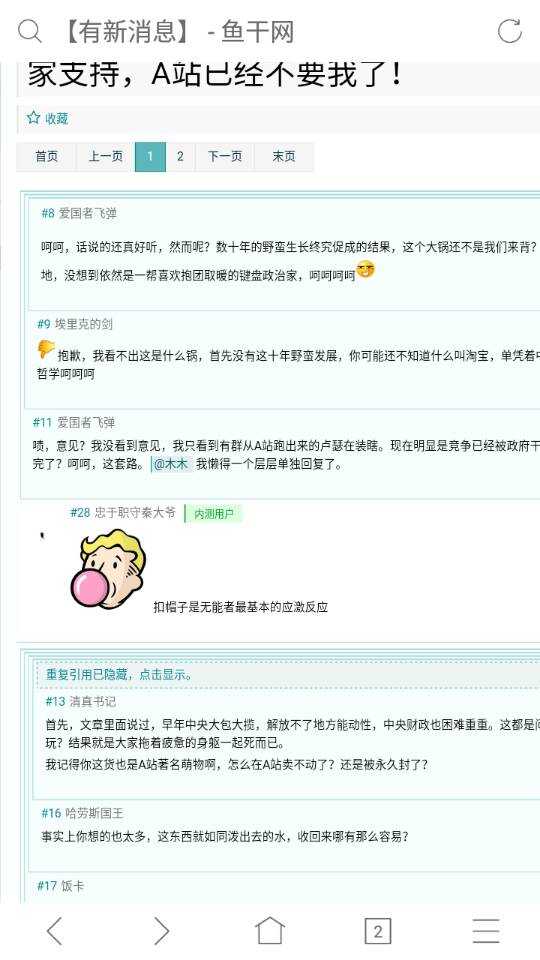 【有新消息】 - 鱼干网
家支持，A站已经不要我了！
收藏
首页 上一页 1 2 下一页 末页
#8 爱国者飞弹
呵呵，话说的还真好听，然而呢？数十年的野蛮生长终究促成的结果，这个大锅还不是我们来背？
地，没想到依然是一帮喜欢抱团取暖的键盘政治家，呵呵呵呵
#9 埃里克的剑
抱歉，我看不出这是什么锅，首先没有这十年野蛮发展，你可能还不知道什么叫淘宝，单凭着
哲学呵呵呵
#11 爱国者飞弹
啧，意见？我没看到意见，我只看到有群从A站跑出来的卢瑟在装瞎。现在明显是竞争已经被政府干
完了？呵呵，这套路。 @木木 我懒得一个层层单独回复了。
#28 忠于职守秦大爷 内测用户
扣帽子是无能者最基本的应激反应
重复引用已隐藏，点击显示。
#13 清真书记
首先，文章里面说过，早年中央大包大揽，解放不了地方能动性，中央财政也困难重重。这都是
玩？结果就是大家拖着疲惫的身躯一起死而已。
我记得你这货也是A站著名萌物啊，怎么在A站卖不动了？还是被永久封了？
#16 哈劳斯国王
事实上你想的也太多，这东西就如同泼出去的水，收回来哪有那么容易？
#17 饭卡
2